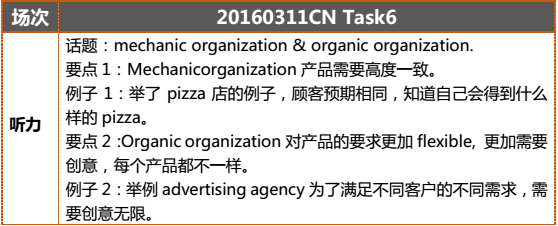 场次 20160311CN Task6
听力
话题：mechanic organization & organic organization.
要点 1：Mechanicorganization 产品需要高度一致。
例子 1：举了 pizza 店的例子，顾客预期相同，知道自己会得到什么
样的 pizza。
要点 2 :Organic organization 对产品的要求更加 flexible, 更加需要
创意，每个产品都不一样。
例子 2：举例 advertising agency 为了满足不同客户的不同需求，需
要创意无限。